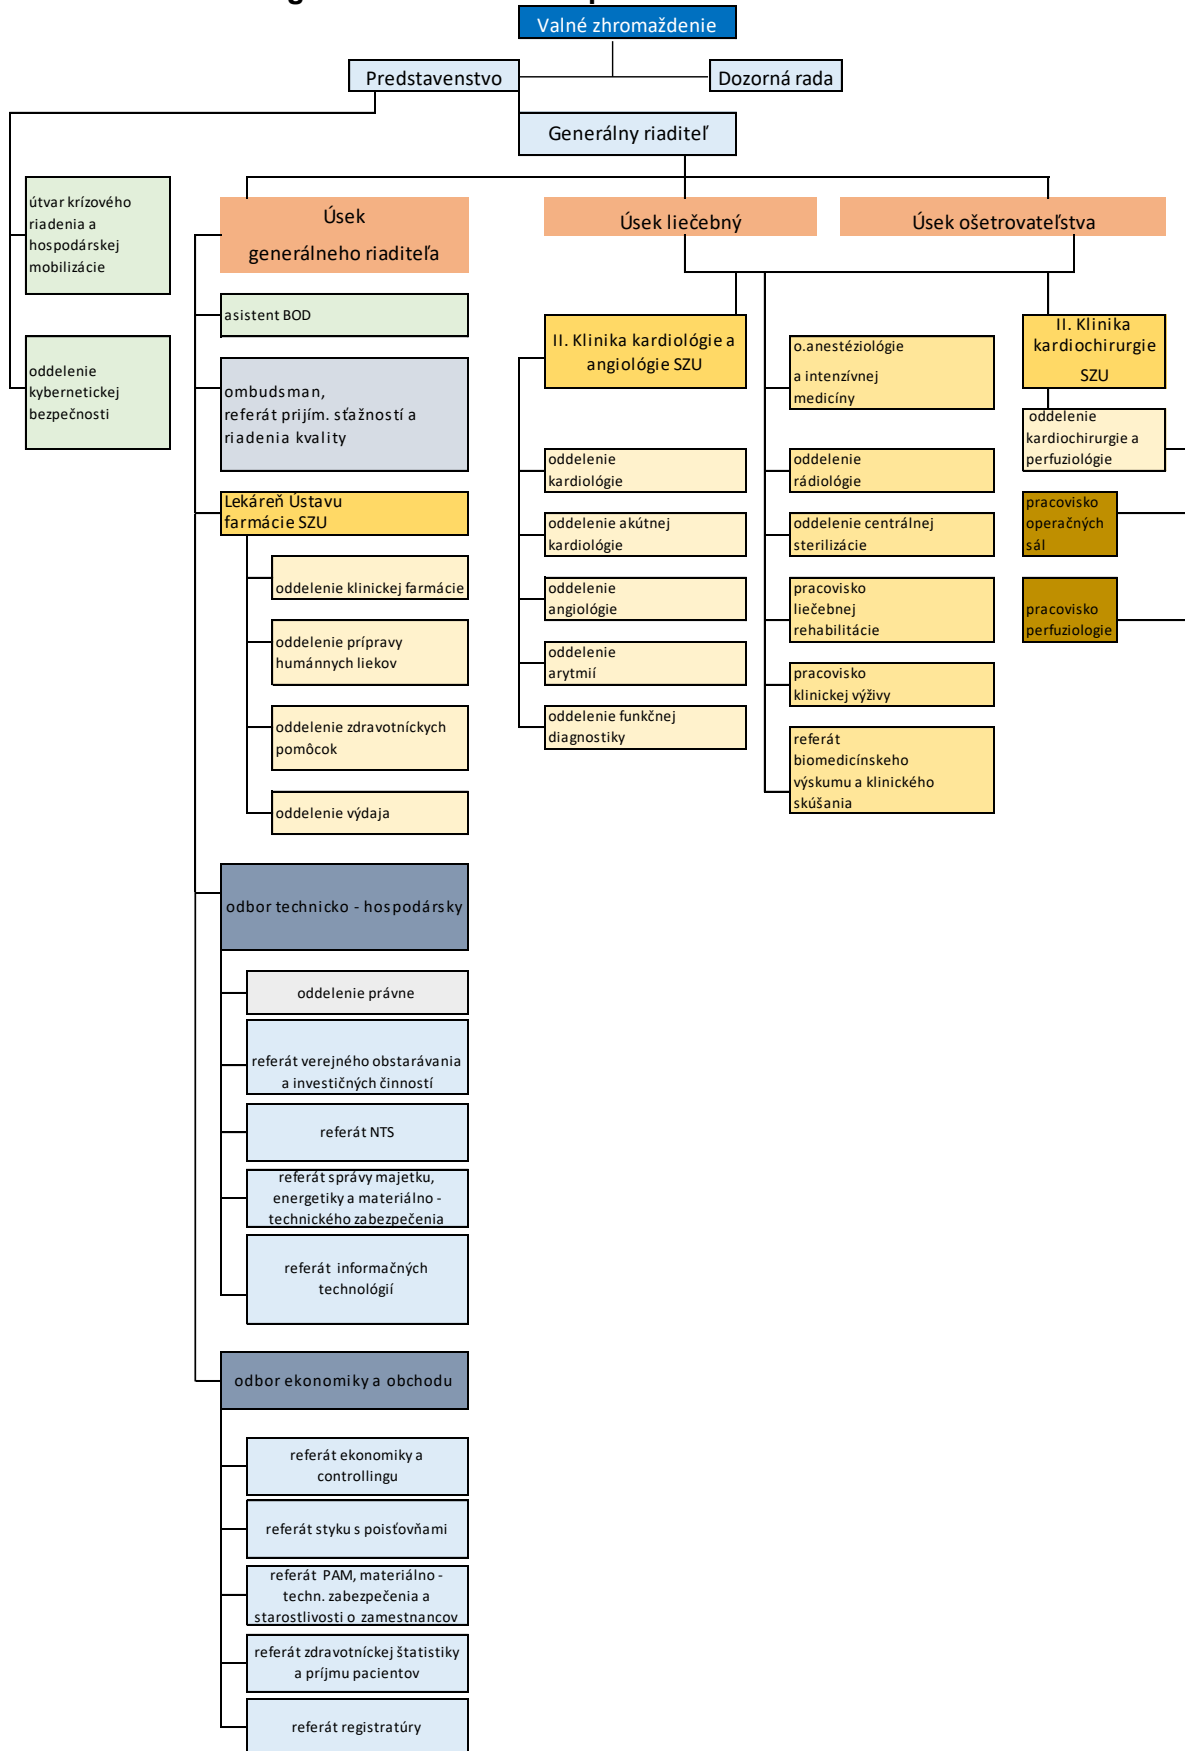 Valné zhromaždenie
Predstavenstvo
Dozorná rada
Generálny riaditeľ
útvar krízového
riadenia a
hospodárskej
mobilizácie
oddelenie
kybernetickej
bezpečnosti
Úsek
generálneho riaditeľa
Úsek liečebný
Úsek ošetrovateľstva
asistent BOD
ombudsman,
referát prijím. sťažností a
riadenia kvality
Lekáreň Ústavu
farmácie SZU
oddelenie klinickej farmácie
oddelenie prípravy
humánnych liekov
oddelenie zdravotníckych
pomôcok
oddelenie výdaja
II. Klinika kardiológie a
angiológie SZU
oddelenie
kardiológie
oddelenie akútnej
kardiológie
oddelenie
angiológie
oddelenie
arytmií
oddelenie funkčnej
diagnostiky
o.anestéziológie
a intenzívnej
medicíny
oddelenie
rádiológie
oddelenie centrálnej
sterilizácie
pracovisko
liečebnej
rehabilitácie
pracovisko
klinickej výživy
referát
biomedicínskeho
výskumu a klinického
skúšania
II. Klinika
kardiochirurgie
SZU
oddelenie
kardiochirurgie a
perfuziológie
pracovisko
operačných
sál
pracovisko
perfuziologie
odbor technicko - hospodársky
oddelenie právne
referát verejného obstarávania
a investičných činností
referát NTS
referát správy majetku,
energetiky a materiálno -
technického zabezpečenia
referát informačných
technológií
odbor ekonomiky a obchodu
referát ekonomiky a
controllingu
referát styku s poisťovňami
referát PAM, materiálno -
techn. zabezpečenia a
starostlivosti o zamestnancov
referát zdravotníckej štatistiky
a príjmu pacientov
referát registratúry